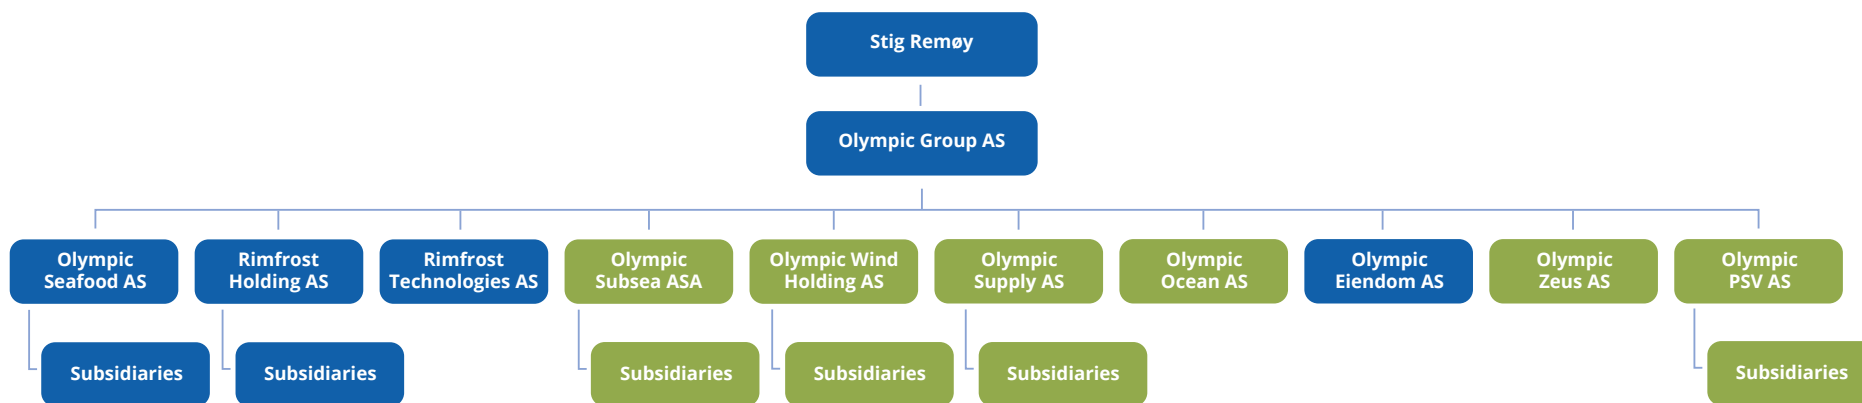 Stig Remøy
Olympic Group AS
Olympic
Seafood AS
Rimfrost
Holding AS
Rimfrost
Technologies AS
Olympic
Subsea ASA
Olympic Wind
Holding AS
Olympic
Supply AS
Olympic
Ocean AS
Olympic
Eiendom AS
Olympic
Zeus AS
Olympic
PSV AS
Subsidiaries
Subsidiaries
Subsidiaries
Subsidiaries
Subsidiaries
Subsidiaries